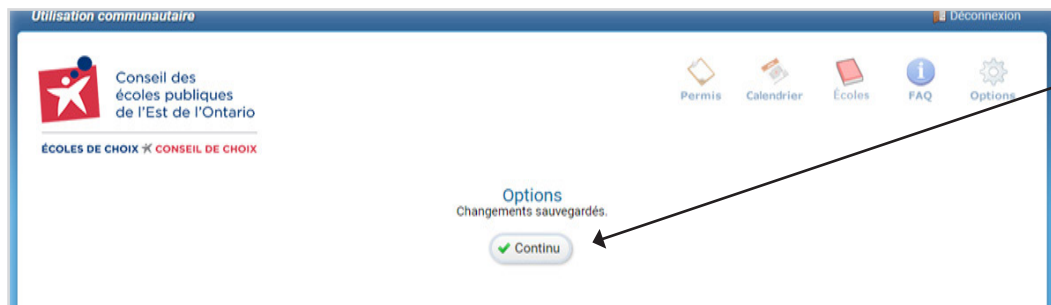 Utilisation communautaire
Déconnexion
Conseil des
écoles publiques
de l'Est de l'Ontario
ÉCOLES DE CHOIX CONSEIL DE CHOIX
Permis Calendrier Écoles FAQ Options
Options
Changements sauvegardés.
Continu